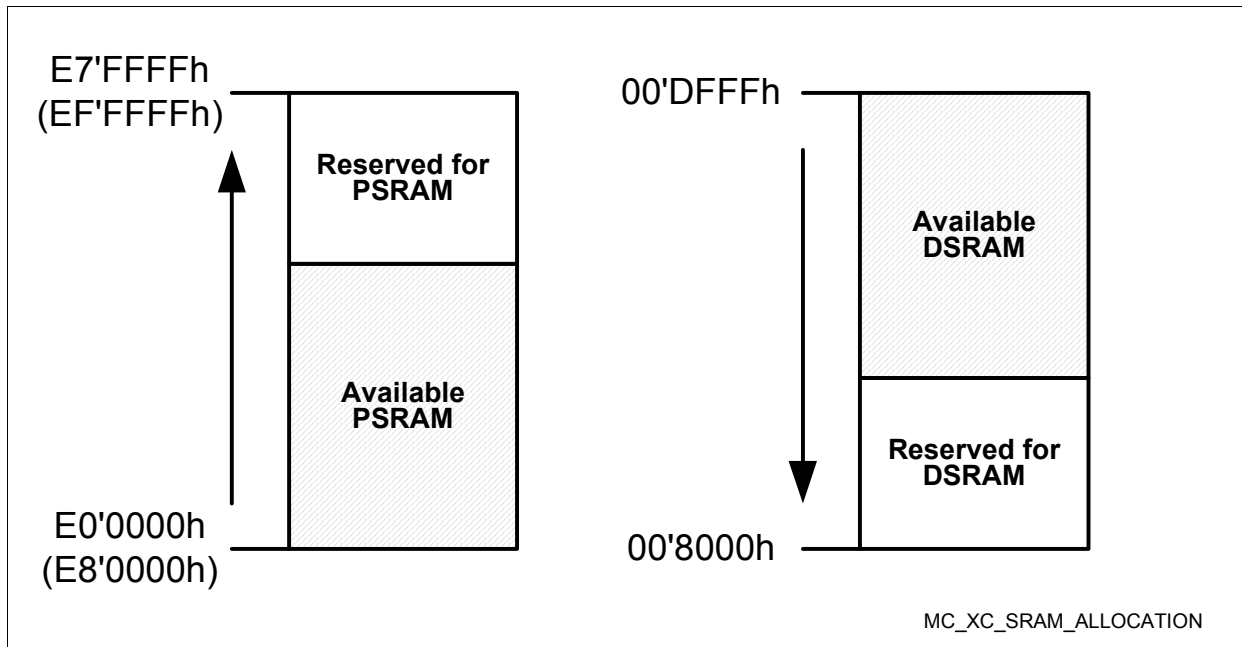 E7'FFFFh
(EF'FFFFh)
Reserved for
PSRAM
Available
PSRAM
E0'0000h
(E8'0000h)
00'DFFFh
Available
DSRAM
Reserved for
DSRAM
00'8000h
MC_XC_SRAM_ALLOCATION